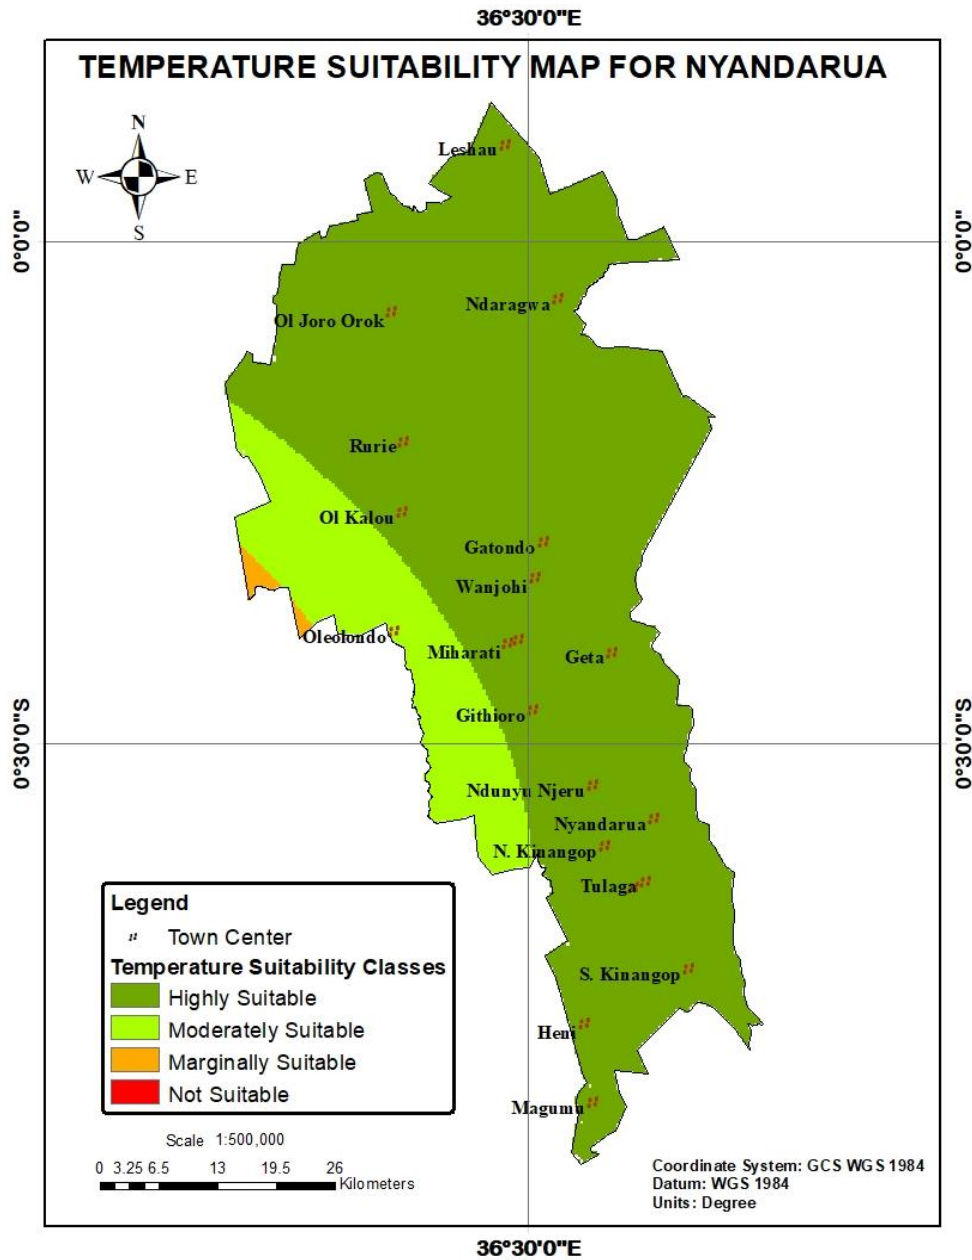 36°30'0"E
TEMPERATURE SUITABILITY MAP FOR NYANDARUA
N
W
E
S
Leshau
0°0'0"
0°0'0"
Ndaragwa
Ol Joro Orok
Rurie
Ol Kalou
Gatondo
Wanjohi
Oleolondo
Miharati
Geta
Githioro
0°30'0"S
0°30'0"S
Ndunyu Njeru
Nyandarua
N. Kinangop
Tulaga
S. Kinangop
Heni
Magumu
Legend
Town Center
Temperature Suitability Classes
Highly Suitable
Moderately Suitable
Marginally Suitable
Not Suitable
Scale 1:500,000
0 3.25 6.5 13 19.5 26
Kilometers
Coordinate System: GCS WGS 1984
Datum: WGS 1984
Units: Degree
36°30'0"E